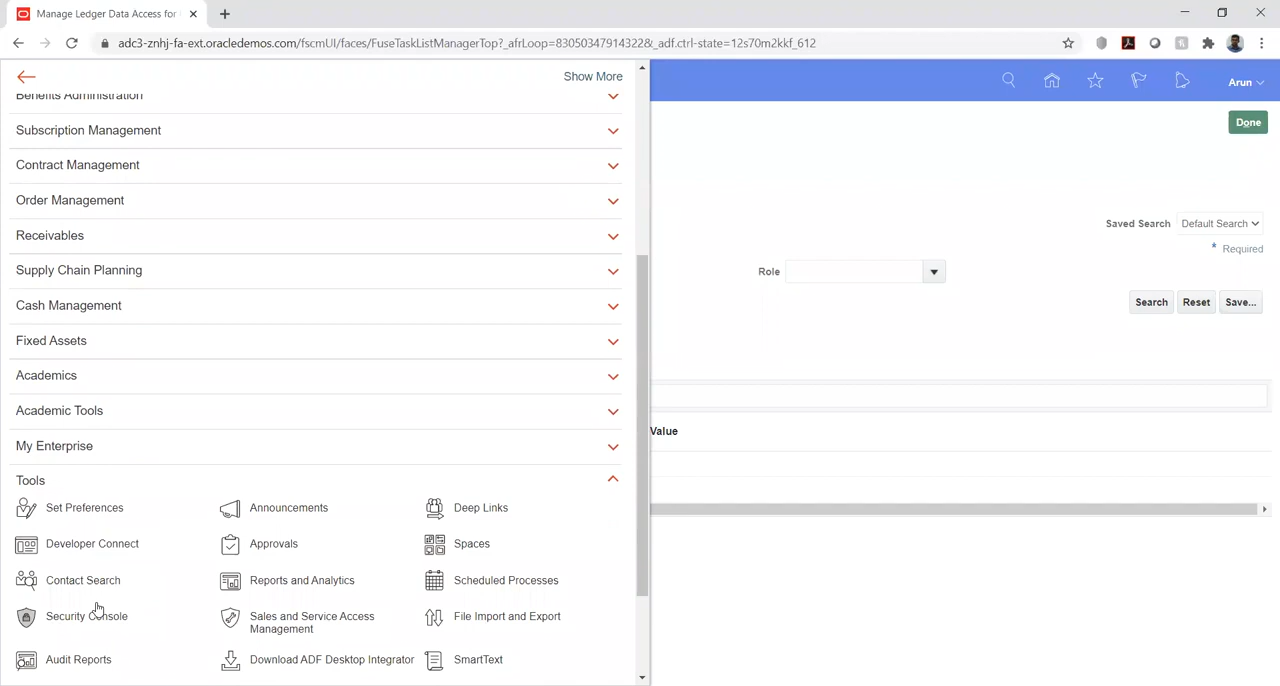 Manage Ledger Data Access for
adc3-znhj-fa-ext.oracledemos.com/fscmUI/faces/FuseTaskListManagerTop?_afrLoop=830503479143228&_adf.ctrl-state=12s70m2kkf_612
Show More
Benefits Administration
Subscription Management
Contract Management
Order Management
Receivables
Supply Chain Planning
Cash Management
Fixed Assets
Academics
Academic Tools
My Enterprise
Tools
Set Preferences
Announcements
Deep Links
Developer Connect
Approvals
Spaces
Contact Search
Reports and Analytics
Scheduled Processes
Security Console
Sales and Service Access
Management
File Import and Export
Audit Reports
Download ADF Desktop Integrator
SmartText
Arun
Done
Saved Search Default Search
* Required
Role
Search Reset Save...
Value